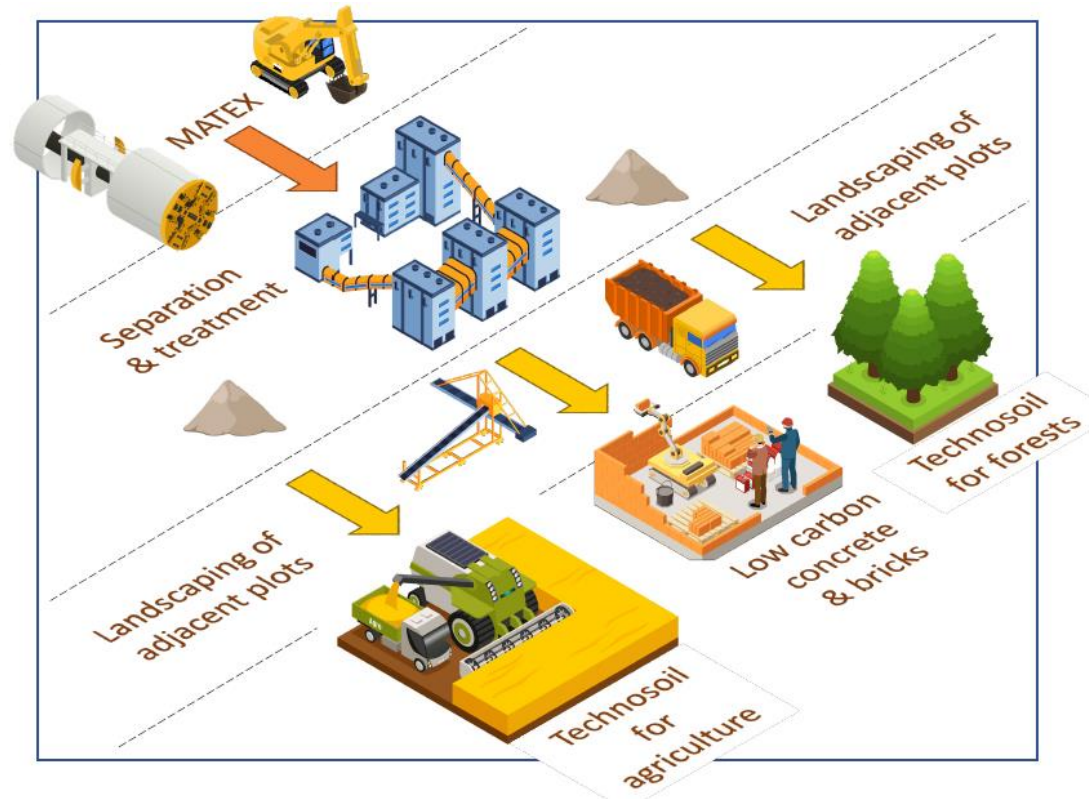 MATEX
Separation
& treatment
Landscaping of
adjacent plots
Technosoil
for forests
Low carbon
concrete
& bricks
Landscaping of
adjacent plots
Technosoil
for
agriculture